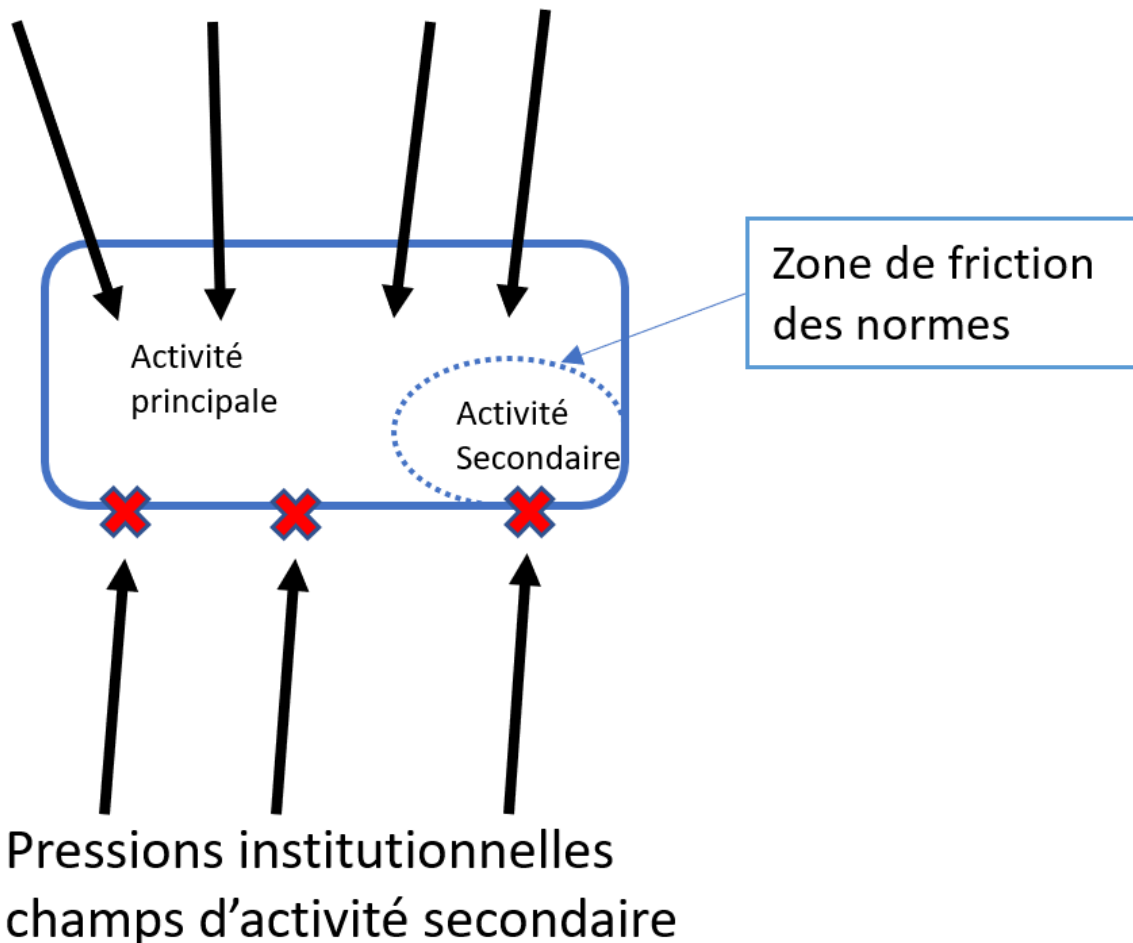 Zone de friction
des normes
Activité
principale
Activité
Secondaire
Pressions institutionnelles
champs d’activité secondaire